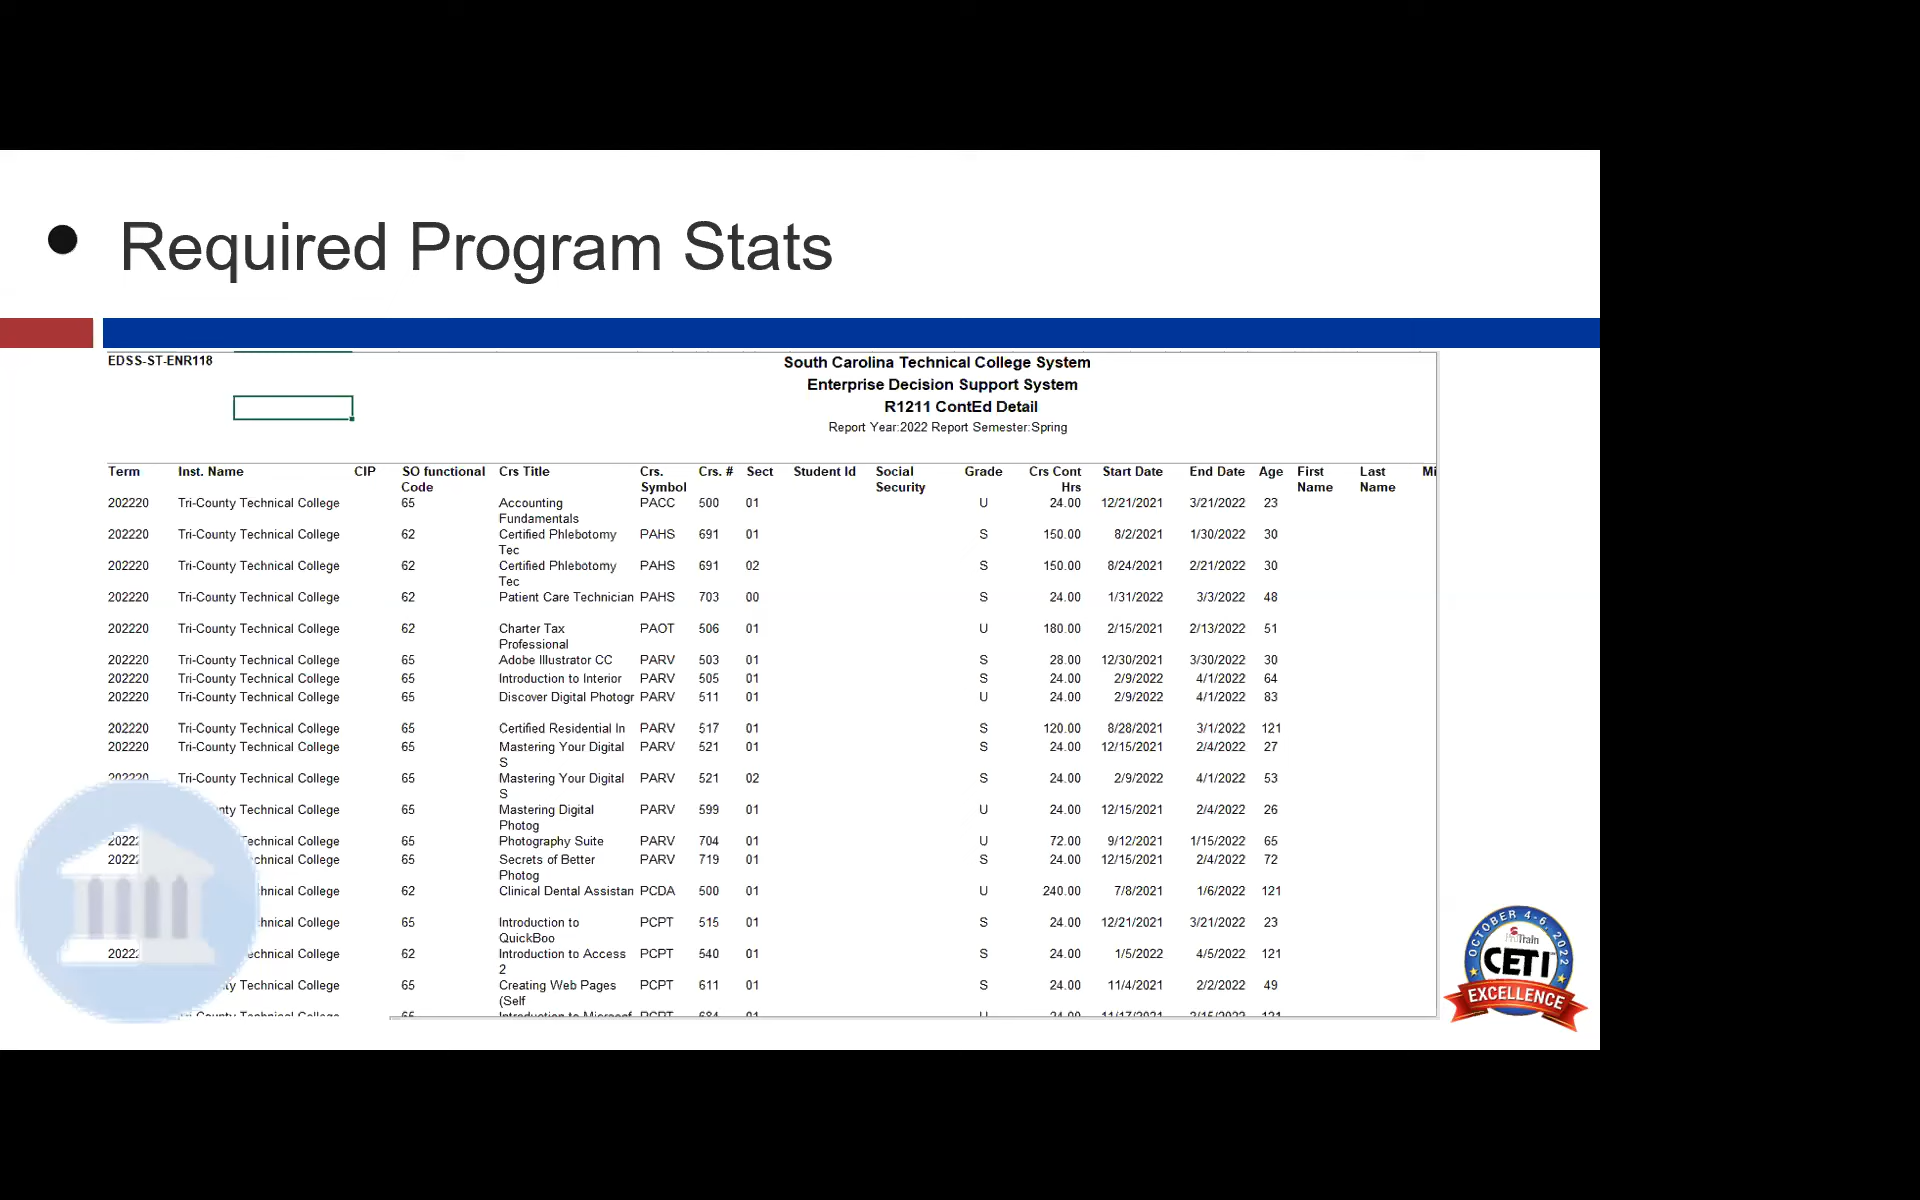 • Required Program Stats
EDSS-ST-ENR118
South Carolina Technical College System
Enterprise Decision Support System
R1211 ContEd Detail
Report Year:2022 Report Semester:Spring
Term Inst. Name CIP SO functional Code Crs Title Crs. Symbol Crs. # Sect Student Id Social Security Grade Crs Cont Hrs Start Date End Date Age First Name Last Name Mi
202220 Tri-County Technical College 65 Accounting Fundamentals PACC 500 01 U 24.00 12/21/2021 3/21/2022 23
202220 Tri-County Technical College 62 Certified Phlebotomy Tec PAHS 691 01 S 150.00 8/2/2021 1/30/2022 30
202220 Tri-County Technical College 62 Certified Phlebotomy Tec PAHS 691 02 S 150.00 8/24/2021 2/21/2022 30
202220 Tri-County Technical College 62 Patient Care Technician PAHS 703 00 S 24.00 1/31/2022 3/3/2022 48
202220 Tri-County Technical College 62 Charter Tax Professional PAOT 506 01 U 180.00 2/15/2021 2/13/2022 51
202220 Tri-County Technical College 65 Adobe Illustrator CC PARV 503 01 S 28.00 12/30/2021 3/30/2022 30
202220 Tri-County Technical College 65 Introduction to Interior PARV 505 01 S 24.00 2/9/2022 4/1/2022 64
202220 Tri-County Technical College 65 Discover Digital Photogr PARV 511 01 U 24.00 2/9/2022 4/1/2022 83
202220 Tri-County Technical College 65 Certified Residential In PARV 517 01 S 120.00 8/28/2021 3/1/2022 121
202220 Tri-County Technical College 65 Mastering Your Digital S PARV 521 01 S 24.00 12/15/2021 2/4/2022 27
202220 Tri-County Technical College 65 Mastering Your Digital S PARV 521 02 S 24.00 2/9/2022 4/1/2022 53
nty Technical College 65 Mastering Digital Photog PARV 599 01 U 24.00 12/15/2021 2/4/2022 26
2022 Technical College 65 Photography Suite PARV 704 01 U 72.00 9/12/2021 1/15/2022 65
2022 chnical College 65 Secrets of Better Photog PARV 719 01 S 24.00 12/15/2021 2/4/2022 72
hnical College 62 Clinical Dental Assistan PCDA 500 01 U 240.00 7/8/2021 1/6/2022 121
chnical College 65 Introduction to QuickBoo PCPT 515 01 S 24.00 12/21/2021 3/21/2022 23
2022 echnical College 62 Introduction to Access 2 PCPT 540 01 S 24.00 1/5/2022 4/5/2022 121
ty Technical College 65 Creating Web Pages (Self PCPT 611 01 S 24.00 11/4/2021 2/2/2022 49
OCTOBER 4-6, 2022
ProTrain
CETI
EXCELLENCE